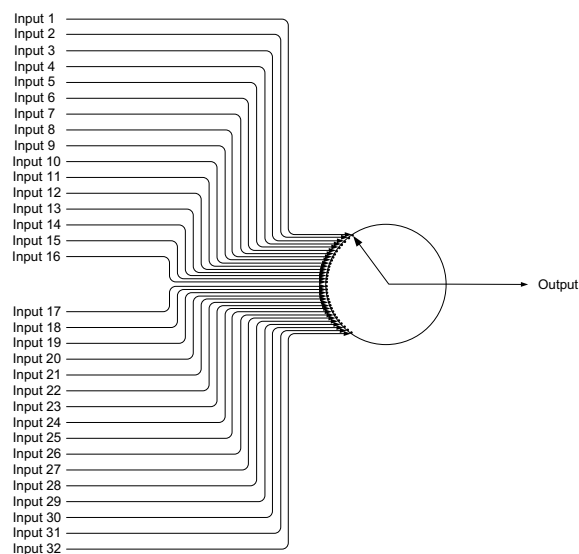 Input 1
Input 2
Input 3
Input 4
Input 5
Input 6
Input 7
Input 8
Input 9
Input 10
Input 11
Input 12
Input 13
Input 14
Input 15
Input 16
Output
Input 17
Input 18
Input 19
Input 20
Input 21
Input 22
Input 23
Input 24
Input 25
Input 26
Input 27
Input 28
Input 29
Input 30
Input 31
Input 32